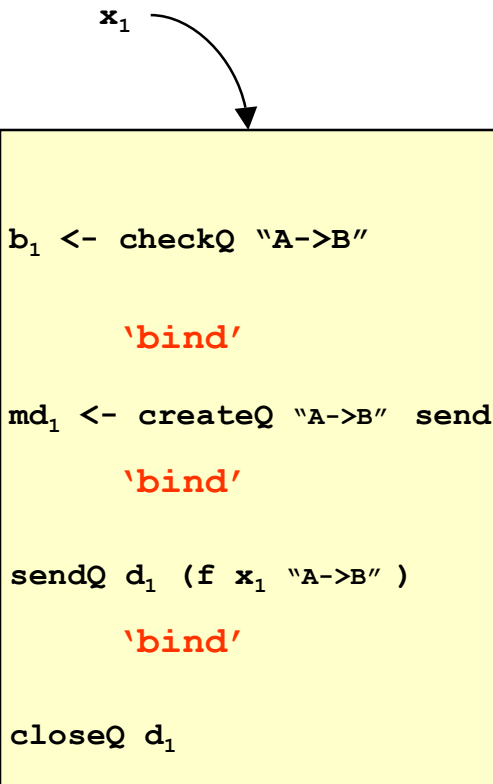 x₁
b₁ <- checkQ “A->B”
‘bind’
md₁ <- createQ “A->B” send
‘bind’
sendQ d₁ (f x₁ “A->B” )
‘bind’
closeQ d₁